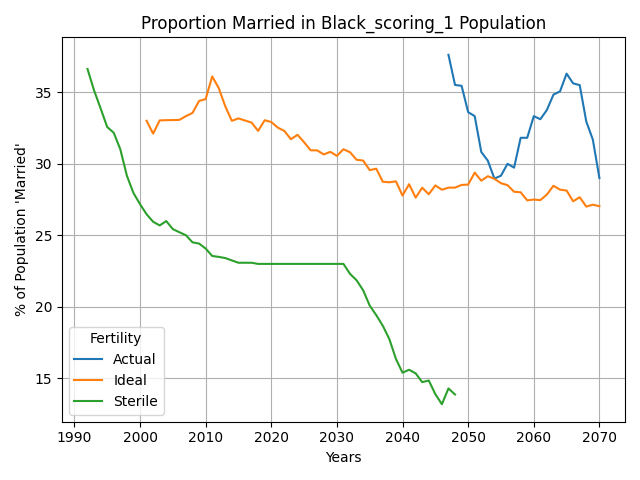 Proportion Married in Black_scoring_1 Population
% of Population 'Married'
35
30
25
20
15
Fertility
Actual
Ideal
Sterile
1990 2000 2010 2020 2030 2040 2050 2060 2070
Years